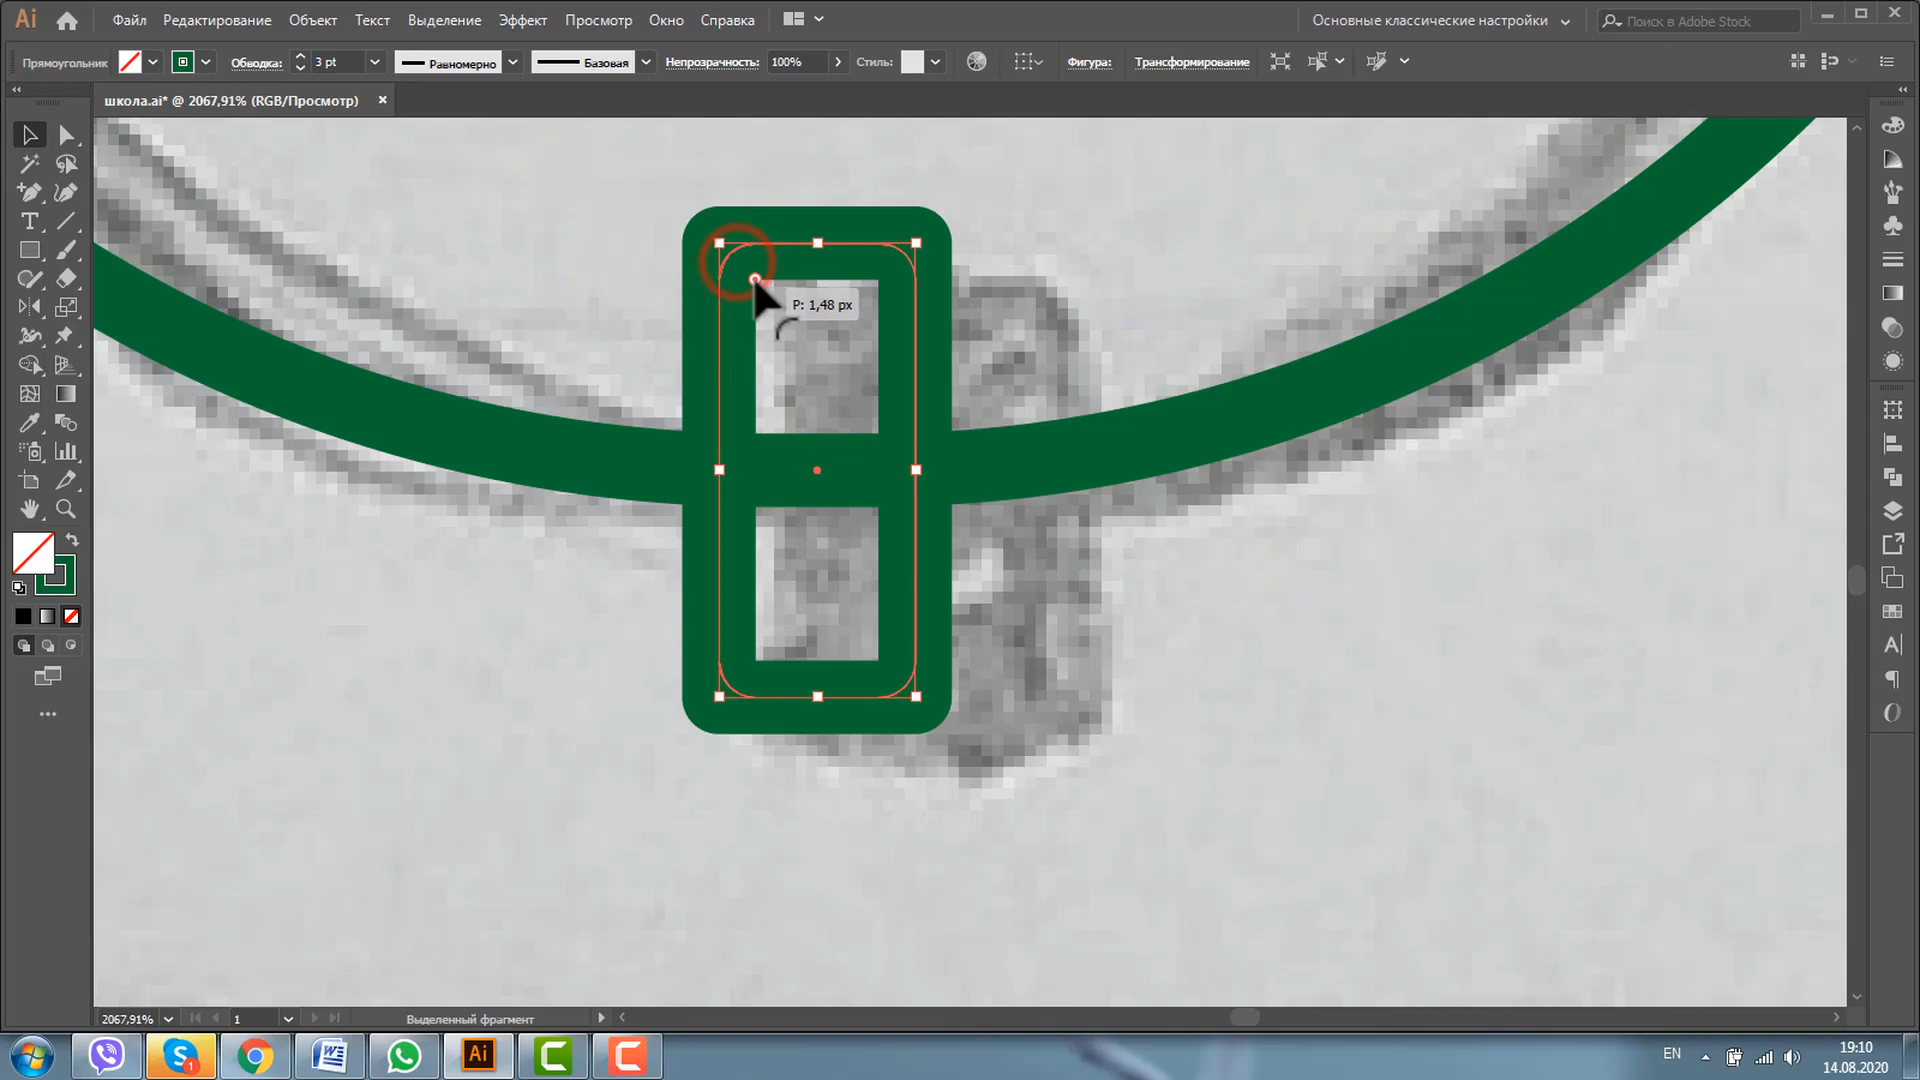 Ai Файл Редактирование Объект Текст Выделение Эффект Просмотр Окно Справка Основные классические настройки Поиск в Adobe Stock
Прямоугольник Обводка: 3 pt Равномерно Базовая Непрозрачность: 100% Стиль: Фигура: Трансформирование
школа.ai* @ 2067,91% (RGB/Просмотр) ×
P: 1,48 px
2067,91% 1 Выделенный фрагмент
S 1 W Ai C C EN 19:10
14.08.2020